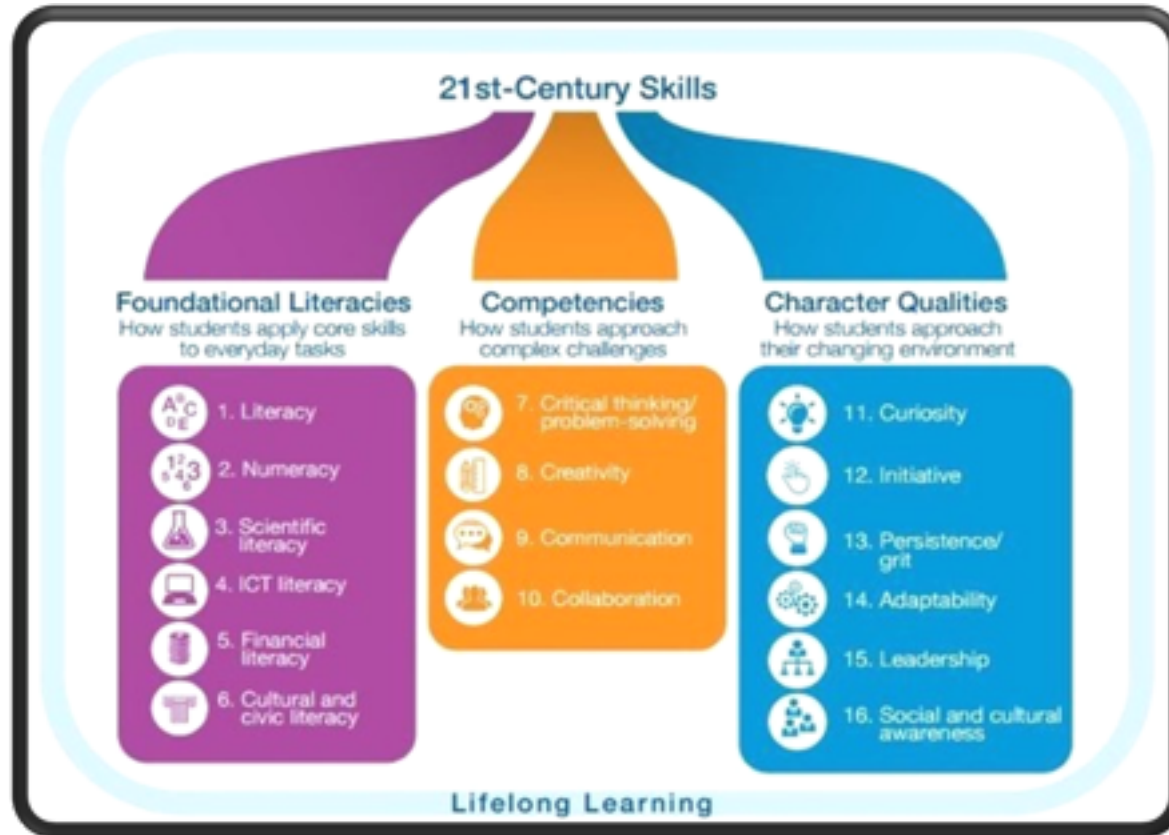 21st-Century Skills
Foundational Literacies
How students apply core skills
to everyday tasks
1. Literacy
2. Numeracy
3. Scientific
literacy
4. ICT literacy
5. Financial
literacy
6. Cultural and
civic literacy
Competencies
How students approach
complex challenges
7. Critical thinking/
problem-solving
8. Creativity
9. Communication
10. Collaboration
Character Qualities
How students approach
their changing environment
11. Curiosity
12. Initiative
13. Persistence/
grit
14. Adaptability
15. Leadership
16. Social and cultural
awareness
Lifelong Learning